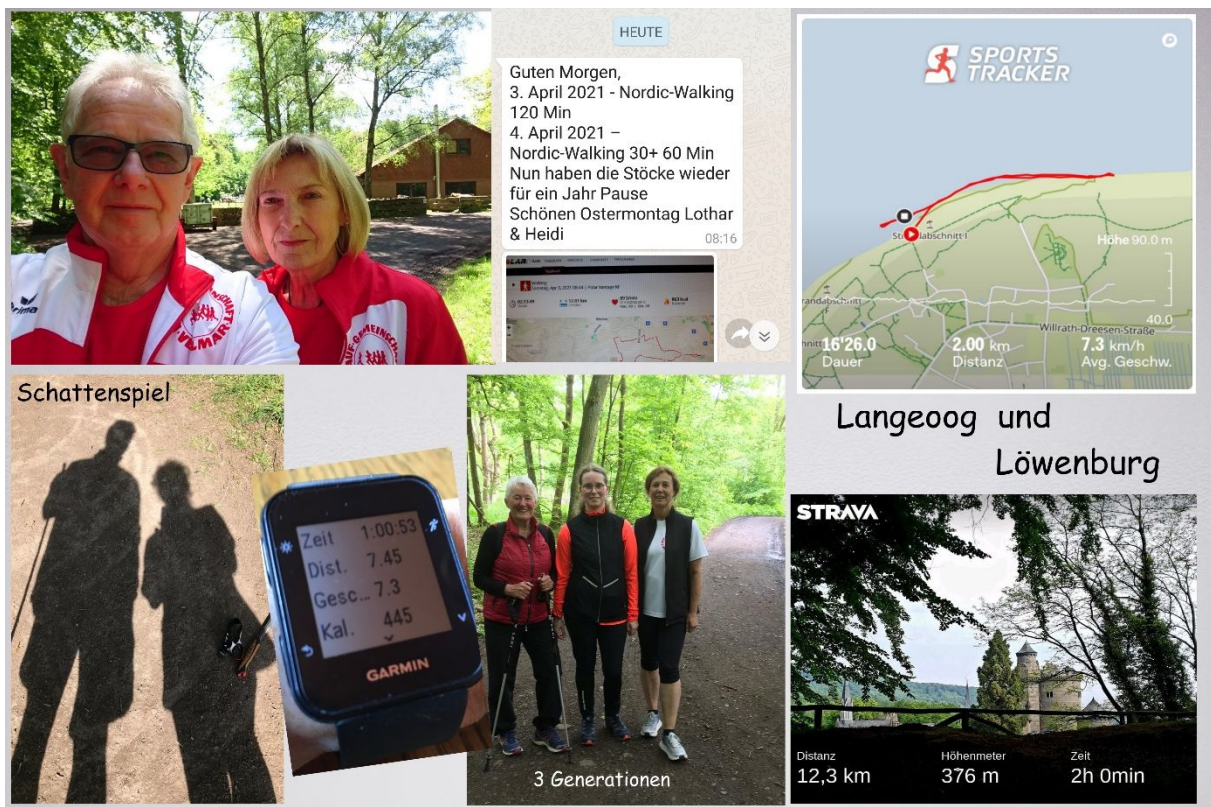 HEUTE
Guten Morgen,
3. April 2021 - Nordic-Walking
120 Min
4. April 2021 –
Nordic-Walking 30+ 60 Min
Nun haben die Stöcke wieder
für ein Jahr Pause
Schönen Ostermontag Lothar
& Heidi
08:16
SPORTS
TRACKER
Höhe 90.0 m
40.0
Willrath-Dreesen-Straße
16'26.0
Dauer
2.00 km
Distanz
7.3 km/h
Avg. Geschw.
Schattenspiel
Zeit 1:00:53
Dist. 7.45
Gesc... 7.3
Kal. 445
GARMIN
3 Generationen
Langeoog und
Löwenburg
STRAVA
Distanz
12,3 km
Höhenmeter
376 m
Zeit
2h 0min